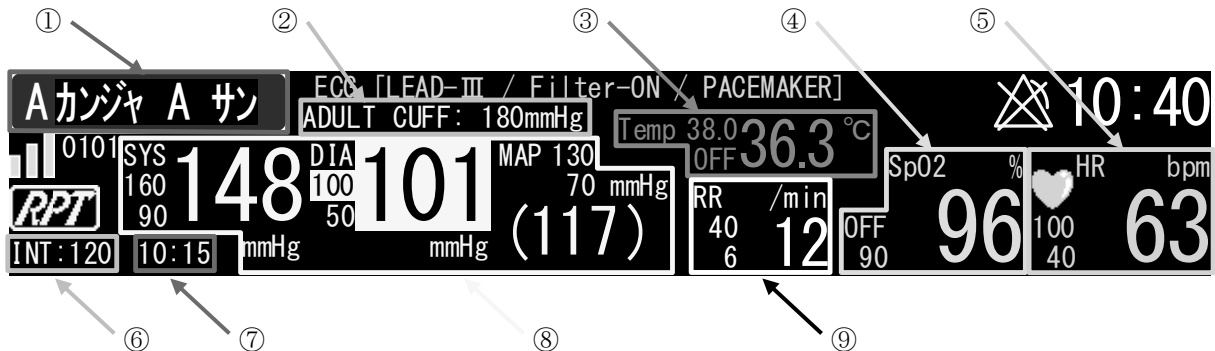 ① ② ③ ④ ⑤
A カンジャ A サン
ECG [LEAD-Ⅲ / Filter-ON / PACEMAKER]
10:40
ADULT CUFF: 180mmHg
Temp 38.0 OFF 36.3 ℃
0101
SYS 160 90 148 mmHg
DIA 100 50 101 mmHg
MAP 130 70 mmHg (117)
RR /min 40 6 12
SpO2 % OFF 90 96
HR bpm 100 40 63
RPT
INT:120 10:15
⑥ ⑦ ⑧ ⑨